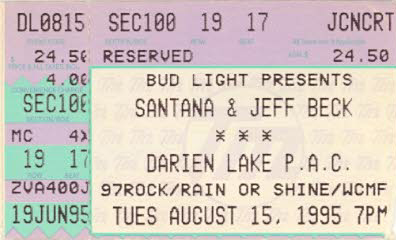 DL0815 SEC100 19 17 JCNCRT
24.50 RESERVED 24.50
4.00 BUD LIGHT PRESENTS
SEC100 SANTANA & JEFF BECK
MC 4X * * *
19 17 DARIEN LAKE P.A.C.
ZVA400J 97ROCK/RAIN OR SHINE/WCMF
19JUN95 TUES AUGUST 15, 1995 7PM